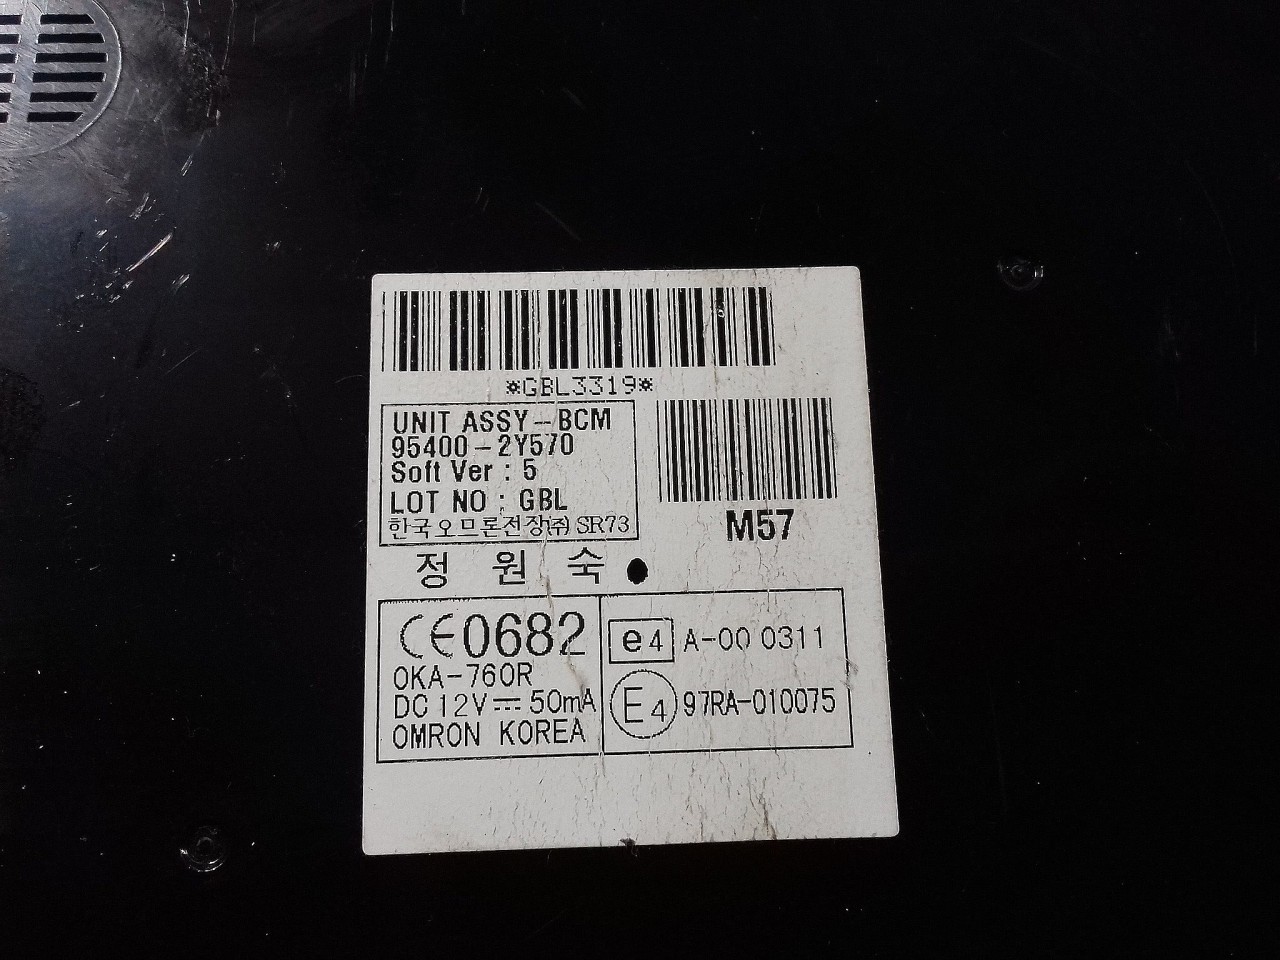 *GBL3319*
UNIT ASSY-BCM
95400-2Y570
Soft Ver : 5
LOT NO : GBL
한국오므론전장(주) SR73
M57
정 원 숙 ●
CE0682
OKA-760R
DC 12V ⎓ 50mA
OMRON KOREA
e4 A-00 0311
E4 97RA-010075